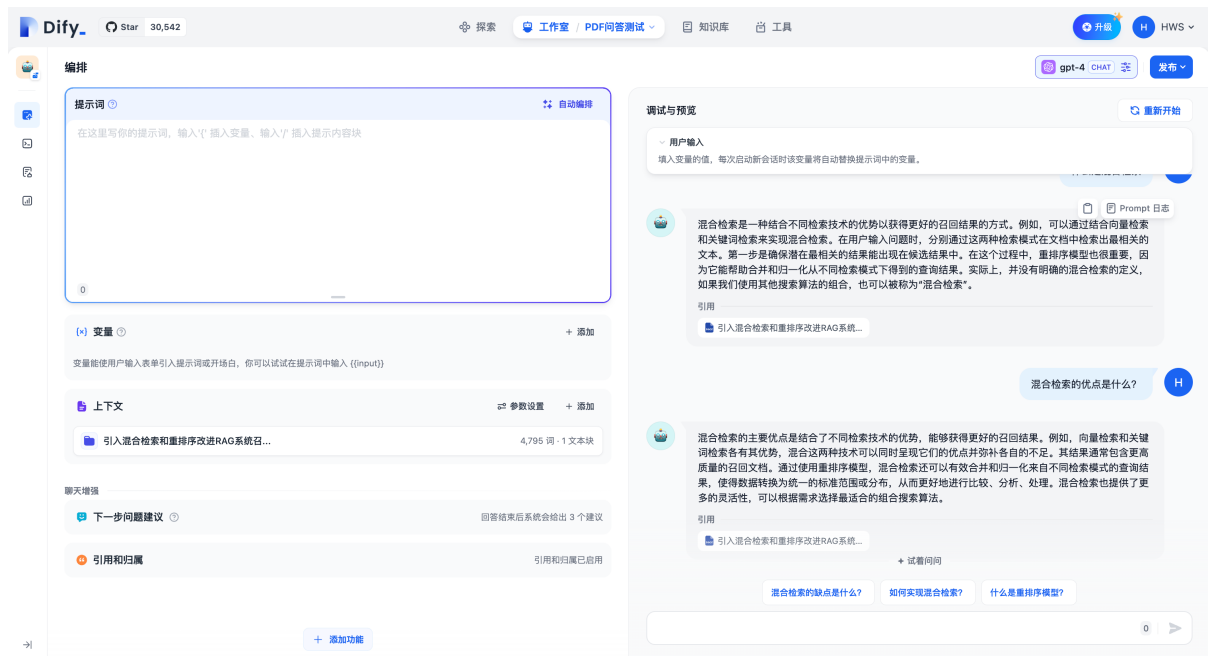 Dify_
Star 30,542
探索
工作室 / PDF问答测试
知识库
工具
升级
H HWS
编排
gpt-4 CHAT
发布
提示词
自动编排
在这里写你的提示词，输入'{' 插入变量、输入'/' 插入提示内容块
0
{x} 变量
+ 添加
变量能使用户输入表单引入提示词或开场白，你可以试试在提示词中输入 {{input}}
上下文
参数设置
+ 添加
引入混合检索和重排序改进RAG系统召...
4,795 词 · 1 文本块
聊天增强
下一步问题建议
回答结束后系统会给出 3 个建议
引用和归属
引用和归属已启用
+ 添加功能
调试与预览
重新开始
用户输入
填入变量的值，每次启动新会话时该变量将自动替换提示词中的变量。
Prompt 日志
混合检索是一种结合不同检索技术的优势以获得更好的召回结果的方式。例如，可以通过结合向量检索
和关键词检索来实现混合检索。在用户输入问题时，分别通过这两种检索模式在文档中检索出最相关的
文本。第一步是确保潜在最相关的结果能出现在候选结果中。在这个过程中，重排序模型也很重要，因
为它能帮助合并和归一化从不同检索模式下得到的查询结果。实际上，并没有明确的混合检索的定义，
如果我们使用其他搜索算法的组合，也可以被称为“混合检索”。
引用
引入混合检索和重排序改进RAG系统...
混合检索的优点是什么?
H
混合检索的主要优点是结合了不同检索技术的优势，能够获得更好的召回结果。例如，向量检索和关键
词检索各有其优势，混合这两种技术可以同时呈现它们的优点并弥补各自的不足。其结果通常包含更高
质量的召回文档。通过使用重排序模型，混合检索还可以有效合并和归一化来自不同检索模式的查询结
果，使得数据转换为统一的标准范围或分布，从而更好地进行比较、分析、处理。混合检索也提供了更
多的灵活性，可以根据需求选择最适合的组合搜索算法。
引用
引入混合检索和重排序改进RAG系统...
试着问问
混合检索的缺点是什么?
如何实现混合检索?
什么是重排序模型?
0